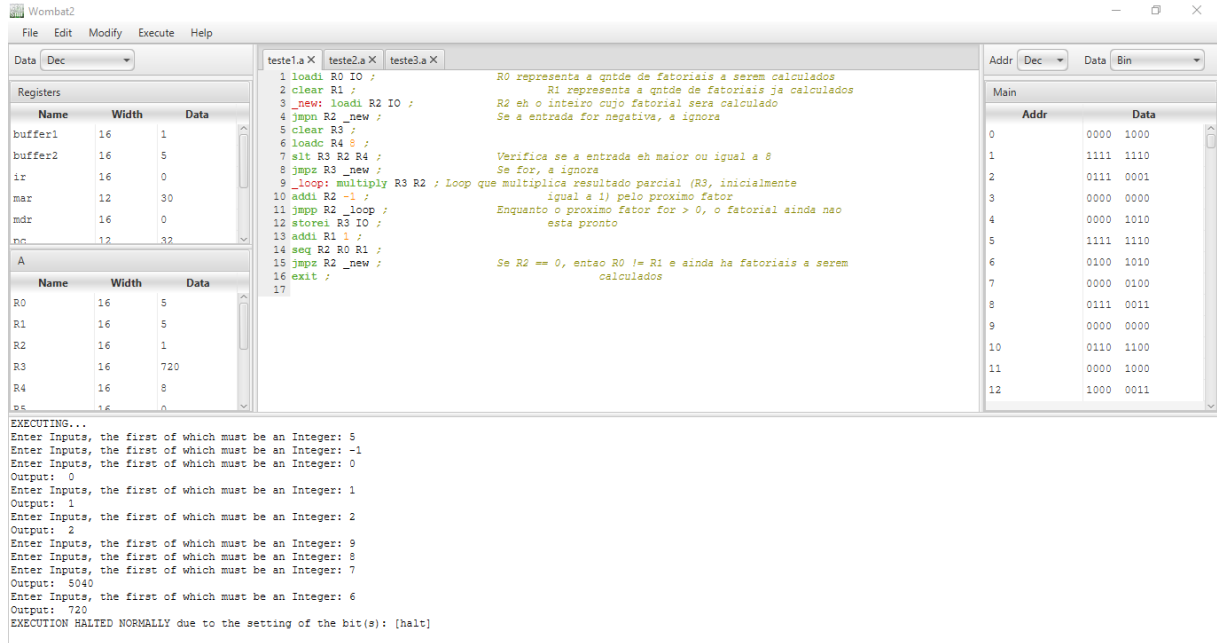 Wombat2
File Edit Modify Execute Help
Data Dec
Registers
Name Width Data
buffer1 16 1
buffer2 16 5
ir 16 0
mar 12 30
mdr 16 0
pc 12 32
A
Name Width Data
R0 16 5
R1 16 5
R2 16 1
R3 16 720
R4 16 8
R5 16 0
teste1.a X teste2.a X teste3.a X
1 loadi R0 IO ; R0 representa a qntde de fatoriais a serem calculados
2 clear R1 ; R1 representa a qntde de fatoriais ja calculados
3 _new: loadi R2 IO ; R2 eh o inteiro cujo fatorial sera calculado
4 jmpn R2 _new ; Se a entrada for negativa, a ignora
5 clear R3 ;
6 loadc R4 8 ;
7 slt R3 R2 R4 ; Verifica se a entrada eh maior ou igual a 8
8 jmpz R3 _new ; Se for, a ignora
9 _loop: multiply R3 R2 ; Loop que multiplica resultado parcial (R3, inicialmente
10 addi R2 -1 ; igual a 1) pelo proximo fator
11 jmpp R2 _loop ; Enquanto o proximo fator for > 0, o fatorial ainda nao
12 storei R3 IO ; esta pronto
13 addi R1 1 ;
14 seq R2 R0 R1 ;
15 jmpz R2 _new ; Se R2 == 0, entao R0 != R1 e ainda ha fatoriais a serem
16 exit ; calculados
17
Addr Dec Data Bin
Main
Addr Data
0 0000 1000
1 1111 1110
2 0111 0001
3 0000 0000
4 0000 1010
5 1111 1110
6 0100 1010
7 0000 0100
8 0111 0011
9 0000 0000
10 0110 1100
11 0000 1000
12 1000 0011
EXECUTING...
Enter Inputs, the first of which must be an Integer: 5
Enter Inputs, the first of which must be an Integer: -1
Enter Inputs, the first of which must be an Integer: 0
Output: 0
Enter Inputs, the first of which must be an Integer: 1
Output: 1
Enter Inputs, the first of which must be an Integer: 2
Output: 2
Enter Inputs, the first of which must be an Integer: 9
Enter Inputs, the first of which must be an Integer: 8
Enter Inputs, the first of which must be an Integer: 7
Output: 5040
Enter Inputs, the first of which must be an Integer: 6
Output: 720
EXECUTION HALTED NORMALLY due to the setting of the bit(s): [halt]